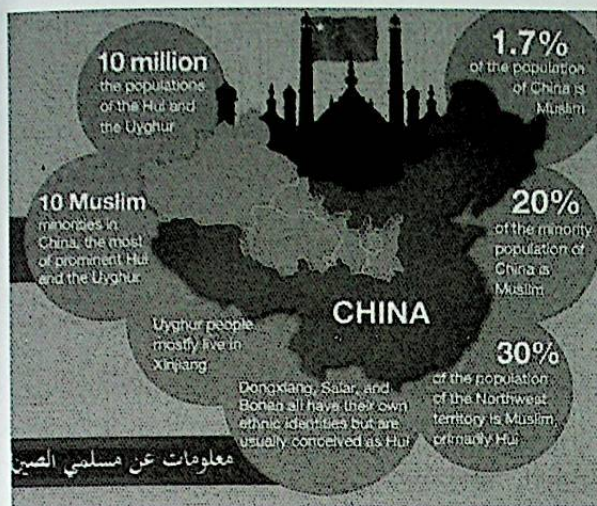 10 million
the populations
of the Hui and
the Uyghur
1.7%
of the population
of China is
Muslim
10 Muslim
minorities in
China, the most
of prominent Hui
and the Uyghur
20%
of the minority
population of
China is
Muslim
CHINA
Uyghur people
mostly live in
Xinjiang
30%
of the population
of the Northwest
territory is Muslim,
primarily Hui
Dongxiang, Salar, and
Bonan all have their own
ethnic identities but are
usually conceived as Hui
معلومات عن مسلمي الصين